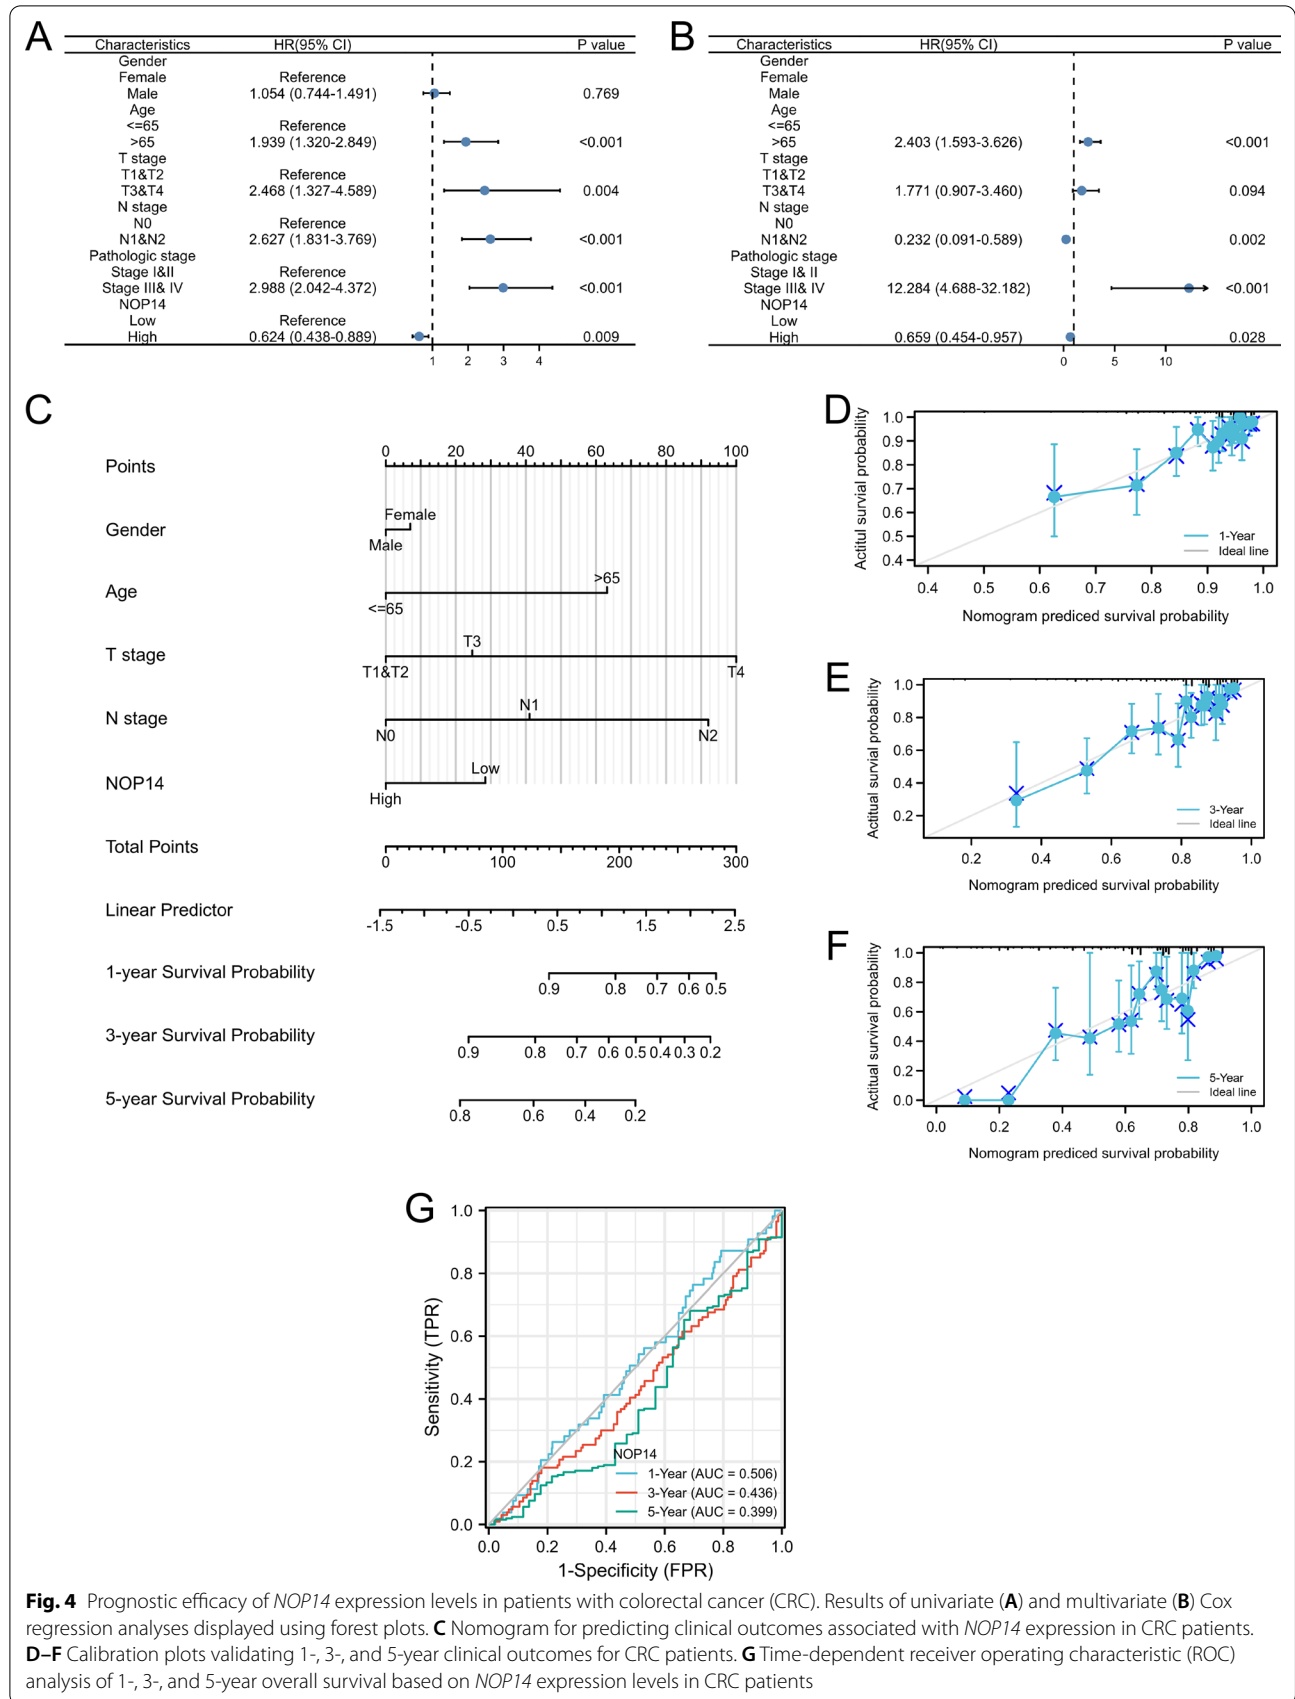 A
Characteristics HR(95% CI) P value
Gender
Female Reference
Male 1.054 (0.744-1.491) 0.769
Age
<=65 Reference
>65 1.939 (1.320-2.849) <0.001
T stage
T1&T2 Reference
T3&T4 2.468 (1.327-4.589) 0.004
N stage
N0 Reference
N1&N2 2.627 (1.831-3.769) <0.001
Pathologic stage
Stage I&II Reference
Stage III& IV 2.988 (2.042-4.372) <0.001
NOP14
Low Reference
High 0.624 (0.438-0.889) 0.009
1 2 3 4
B
Characteristics HR(95% CI) P value
Gender
Female
Male
Age
<=65
>65 2.403 (1.593-3.626) <0.001
T stage
T1&T2
T3&T4 1.771 (0.907-3.460) 0.094
N stage
N0
N1&N2 0.232 (0.091-0.589) 0.002
Pathologic stage
Stage I& II
Stage III& IV 12.284 (4.688-32.182) <0.001
NOP14
Low
High 0.659 (0.454-0.957) 0.028
0 5 10
C
Points 0 20 40 60 80 100
Female
Gender
Male
>65
Age
<=65
T3
T stage
T1&T2 T4
N1
N stage
N0 N2
Low
NOP14
High
Total Points
0 100 200 300
Linear Predictor
-1.5 -0.5 0.5 1.5 2.5
1-year Survival Probability
0.9 0.8 0.7 0.6 0.5
3-year Survival Probability
0.9 0.8 0.7 0.6 0.5 0.4 0.3 0.2
5-year Survival Probability
0.8 0.6 0.4 0.2
D
Actitul survial probability
1.0
0.9
0.8
0.7
0.6
0.5
0.4
1-Year
Ideal line
0.4 0.5 0.6 0.7 0.8 0.9 1.0
Nomogram prediced survival probability
E
Actitual survial probability
1.0
0.8
0.6
0.4
0.2
3-Year
Ideal line
0.2 0.4 0.6 0.8 1.0
Nomogram prediced survival probability
F
Actitual survial probability
1.0
0.8
0.6
0.4
0.2
0.0
5-Year
Ideal line
0.0 0.2 0.4 0.6 0.8 1.0
Nomogram prediced survival probability
G
Sensitivity (TPR)
1.0
0.8
0.6
0.4
0.2
0.0
NOP14
1-Year (AUC = 0.506)
3-Year (AUC = 0.436)
5-Year (AUC = 0.399)
0.0 0.2 0.4 0.6 0.8 1.0
1-Specificity (FPR)
Fig. 4 Prognostic efficacy of NOP14 expression levels in patients with colorectal cancer (CRC). Results of univariate (A) and multivariate (B) Cox
regression analyses displayed using forest plots. C Nomogram for predicting clinical outcomes associated with NOP14 expression in CRC patients.
D–F Calibration plots validating 1-, 3-, and 5-year clinical outcomes for CRC patients. G Time-dependent receiver operating characteristic (ROC)
analysis of 1-, 3-, and 5-year overall survival based on NOP14 expression levels in CRC patients